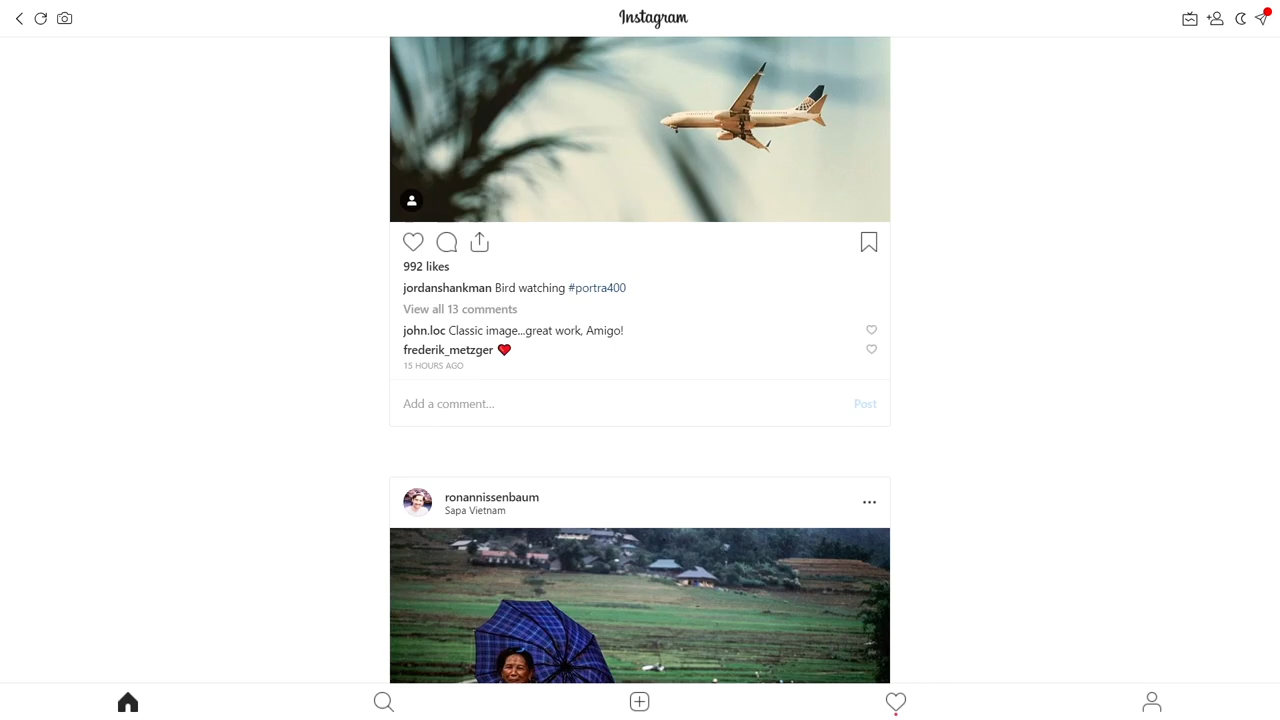 Instagram
992 likes
jordanshankman Bird watching #portra400
View all 13 comments
john.loc Classic image...great work, Amigo!
frederik_metzger ❤
15 HOURS AGO
Add a comment... Post
ronannissenbaum
Sapa Vietnam